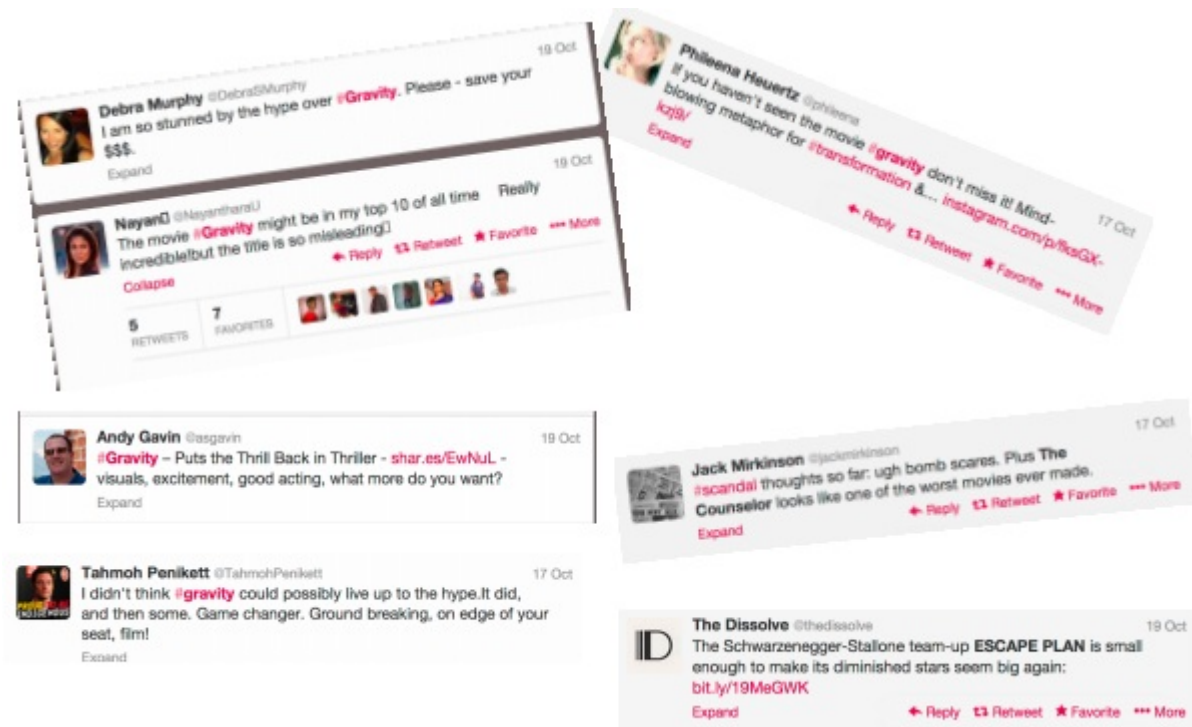 Debra Murphy @DebraSMurphy 19 Oct
I am so stunned by the hype over #Gravity. Please - save your
$$$.
Expand
Nayan @NayantharaU 19 Oct
The movie #Gravity might be in my top 10 of all time Really
incredible!but the title is so misleading
Reply Retweet Favorite More
Collapse
5 7
RETWEETS FAVORITES
Phileena Heuertz @phileena 17 Oct
If you haven't seen the movie #gravity don't miss it! Mind-
blowing metaphor for #transformation &... instagram.com/p/fksGX-
kzj9/
Expand
Reply Retweet Favorite More
Andy Gavin @asgavin 19 Oct
#Gravity – Puts the Thrill Back in Thriller - shar.es/EwNuL -
visuals, excitement, good acting, what more do you want?
Expand
Jack Mirkinson @jackmirkinson 17 Oct
#scandal thoughts so far: ugh bomb scares. Plus The
Counselor looks like one of the worst movies ever made.
Expand Reply Retweet Favorite More
Tahmoh Penikett @TahmohPenikett 17 Oct
I didn't think #gravity could possibly live up to the hype.It did,
and then some. Game changer. Ground breaking, on edge of your
seat, film!
Expand
The Dissolve @thedissolve 19 Oct
The Schwarzenegger-Stallone team-up ESCAPE PLAN is small
enough to make its diminished stars seem big again:
bit.ly/19MeGWK
Expand Reply Retweet Favorite More